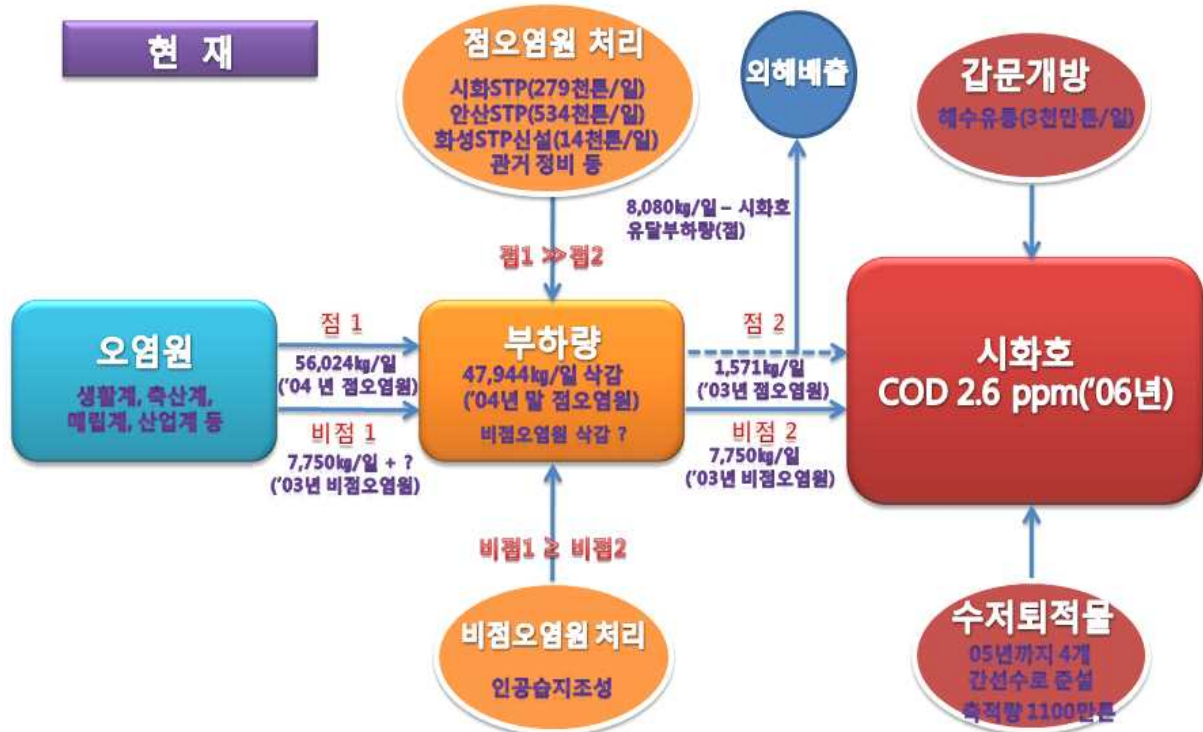 현 재
점오염원 처리
시화STP(279천톤/일)
안산STP(534천톤/일)
화성STP신설(14천톤/일)
관거 정비 등
외해배출
갑문개방
해수유통(3천만톤/일)
8,080kg/일 – 시화호
유달부하량(점)
점1 ≫ 점2
오염원
생활계, 축산계,
매립계, 산업계 등
점 1
56,024kg/일
('04 년 점오염원)
비점 1
7,750kg/일 + ?
('03년 비점오염원)
부하량
47,944kg/일 삭감
('04년 말 점오염원)
비점오염원 삭감 ?
점 2
1,571kg/일
('03년 점오염원)
비점 2
7,750kg/일
('03년 비점오염원)
시화호
COD 2.6 ppm('06년)
비점1 ≥ 비점2
비점오염원 처리
인공습지조성
수저퇴적물
05년까지 4개
간선수로 준설
축적량 1100만톤